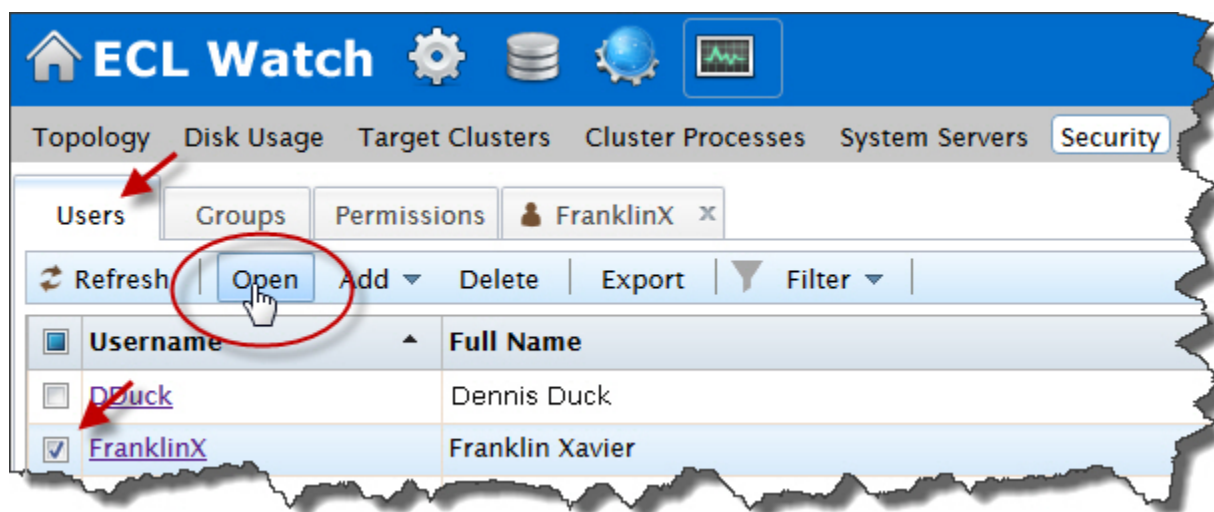 ECL Watch
Topology Disk Usage Target Clusters Cluster Processes System Servers Security
Users Groups Permissions FranklinX x
Refresh Open Add Delete Export Filter
Username Full Name
DDuck Dennis Duck
FranklinX Franklin Xavier